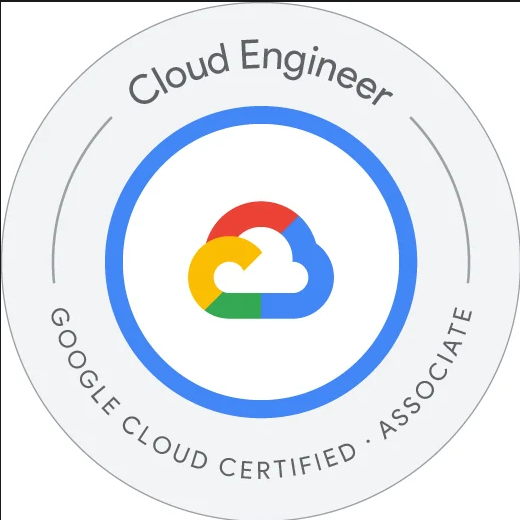 Cloud Engineer
GOOGLE CLOUD CERTIFIED · ASSOCIATE